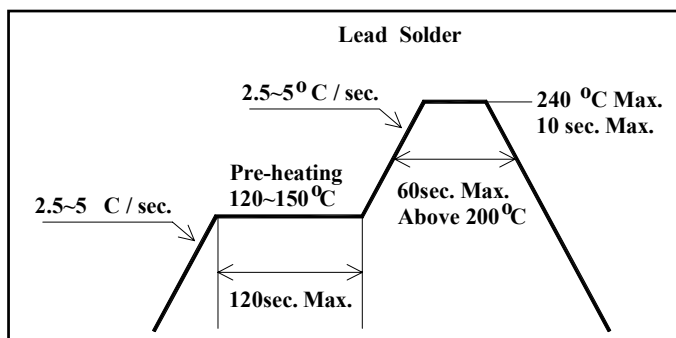 Lead Solder
2.5~5°C / sec.
240 °C Max.
10 sec. Max.
Pre-heating
120~150°C
60sec. Max.
Above 200°C
2.5~5 C / sec.
120sec. Max.